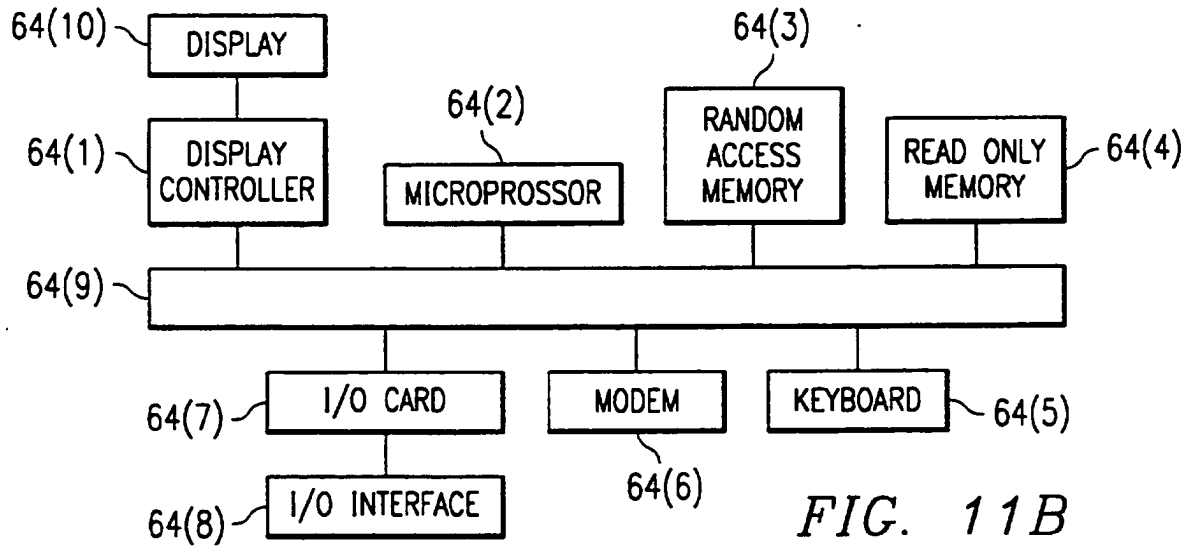 64(10)
DISPLAY
64(3)
64(2)
64(1)
DISPLAY
CONTROLLER
MICROPROSSOR
RANDOM
ACCESS
MEMORY
READ ONLY
MEMORY
64(4)
64(9)
64(7)
I/O CARD
MODEM
KEYBOARD
64(5)
64(6)
64(8)
I/O INTERFACE
FIG. 11B